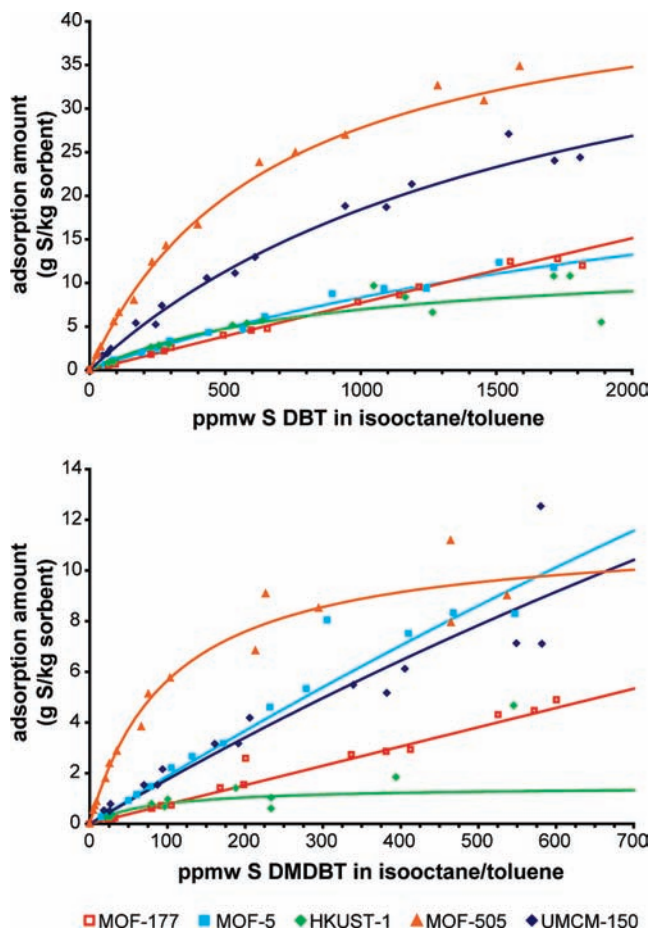 adsorption amount
(g S/kg sorbent)
40
35
30
25
20
15
10
5
0
0 500 1000 1500 2000
ppmw S DBT in isooctane/toluene
adsorption amount
(g S/kg sorbent)
14
12
10
8
6
4
2
0
0 100 200 300 400 500 600 700
ppmw S DMDBT in isooctane/toluene
MOF-177 MOF-5 HKUST-1 MOF-505 UMCM-150